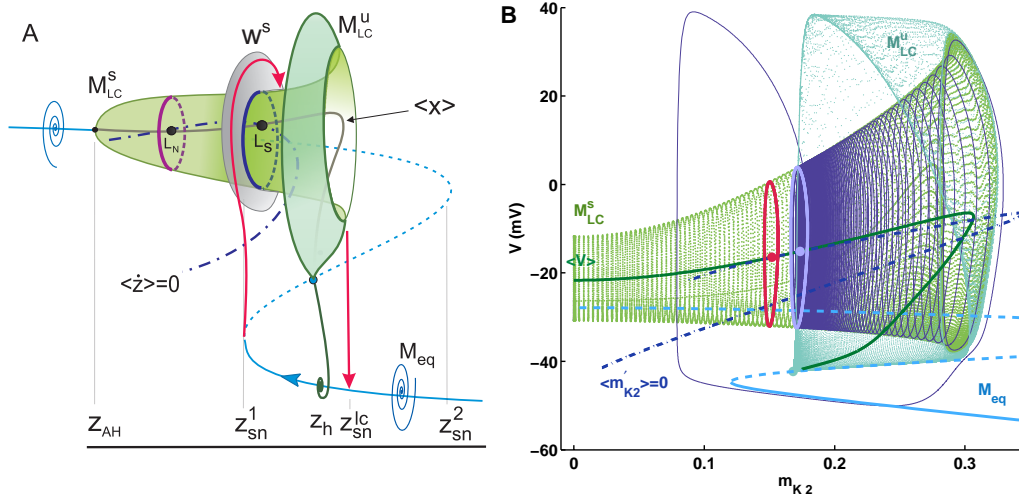 A
M^s_LC
W^s
M^u_LC
<x>
L_N
L_S
<ż>=0
M_eq
z_AH
z^1_sn
z_h
z^lc_sn
z^2_sn
B
V (mV)
40
20
0
−20
−40
−60
M^u_LC
M^s_LC
<V>
<m'_K2>=0
M_eq
0
0.1
0.2
0.3
m_K2